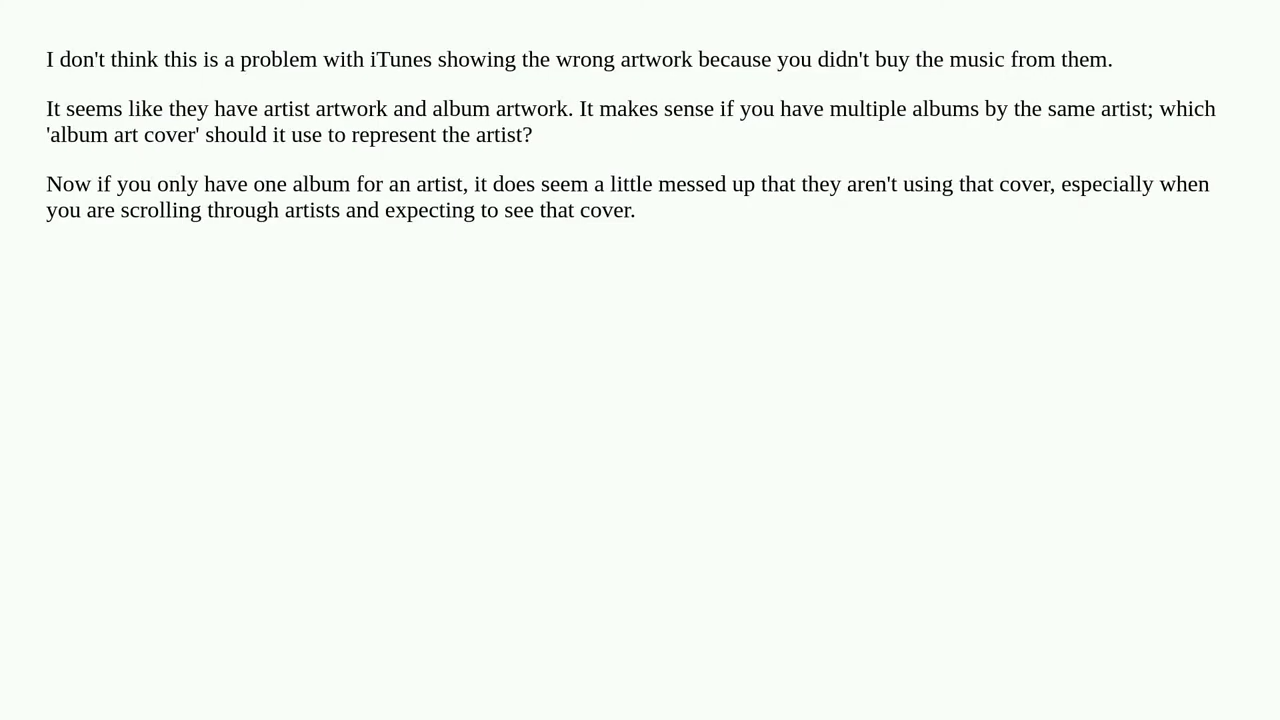 I don't think this is a problem with iTunes showing the wrong artwork because you didn't buy the music from them.
It seems like they have artist artwork and album artwork. It makes sense if you have multiple albums by the same artist; which
'album art cover' should it use to represent the artist?
Now if you only have one album for an artist, it does seem a little messed up that they aren't using that cover, especially when
you are scrolling through artists and expecting to see that cover.